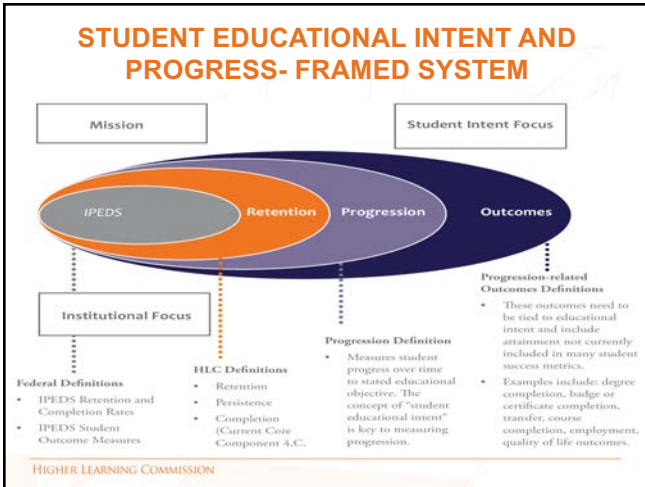 STUDENT EDUCATIONAL INTENT AND
PROGRESS- FRAMED SYSTEM
Mission
Student Intent Focus
IPEDS
Retention
Progression
Outcomes
Institutional Focus
Federal Definitions
• IPEDS Retention and
Completion Rates
• IPEDS Student
Outcome Measures
HLC Definitions
• Retention
• Persistence
• Completion
(Current Core
Component 4.C.
Progression Definition
• Measures student
progress over time
to stated educational
objective. The
concept of "student
educational intent"
is key to measuring
progression.
Progression-related
Outcomes Definitions
• These outcomes need to
be tied to educational
intent and include
attainment not currently
included in many student
success metrics.
• Examples include: degree
completion, badge or
certificate completion,
transfer, course
completion, employment,
quality of life outcomes.
HIGHER LEARNING COMMISSION